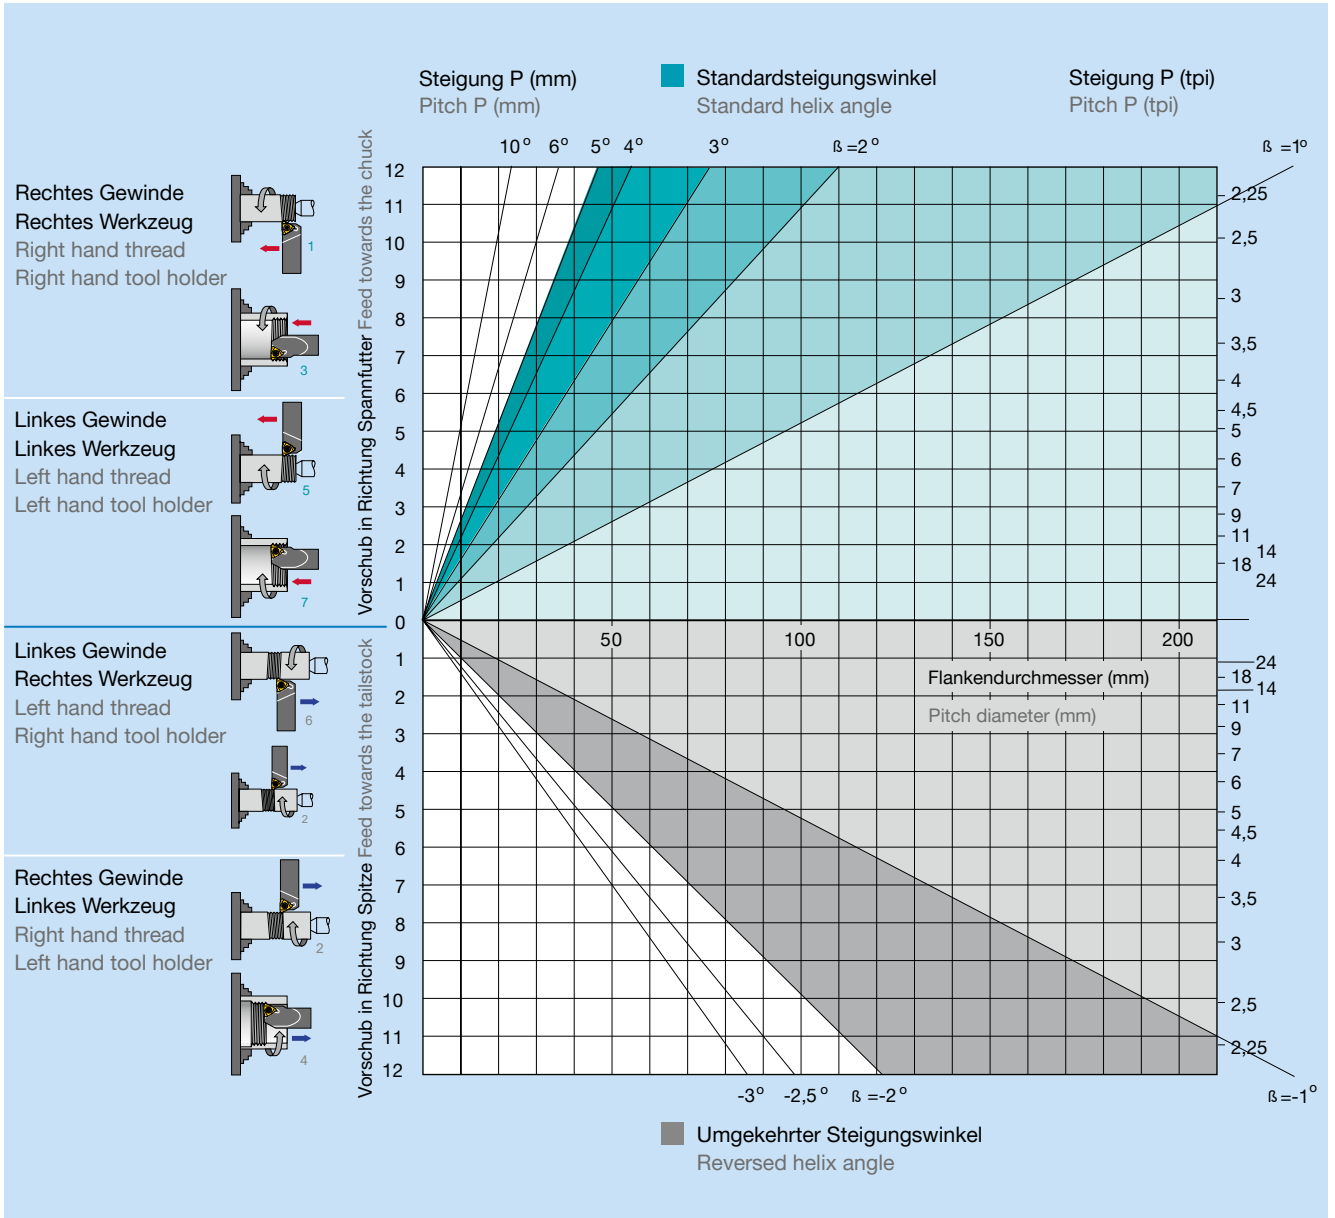 Steigung P (mm)
Pitch P (mm)
Standardsteigungswinkel
Standard helix angle
Steigung P (tpi)
Pitch P (tpi)
10° 6° 5° 4° 3° ß =2° ß =1°
Rechtes Gewinde
Rechtes Werkzeug
Right hand thread
Right hand tool holder
1
3
Linkes Gewinde
Linkes Werkzeug
Left hand thread
Left hand tool holder
5
7
Linkes Gewinde
Rechtes Werkzeug
Left hand thread
Right hand tool holder
6
2
Rechtes Gewinde
Linkes Werkzeug
Right hand thread
Left hand tool holder
2
4
Vorschub in Richtung Spannfutter Feed towards the chuck
Vorschub in Richtung Spitze Feed towards the tailstock
12
11
10
9
8
7
6
5
4
3
2
1
0
1
2
3
4
5
6
7
8
9
10
11
12
50 100 150 200
Flankendurchmesser (mm)
Pitch diameter (mm)
2,25
2,5
3
3,5
4
4,5
5
6
7
9
11
14
18
24
24
18
14
11
9
7
6
5
4,5
4
3,5
3
2,5
2,25
-3° -2,5° ß =-2° ß =-1°
Umgekehrter Steigungswinkel
Reversed helix angle